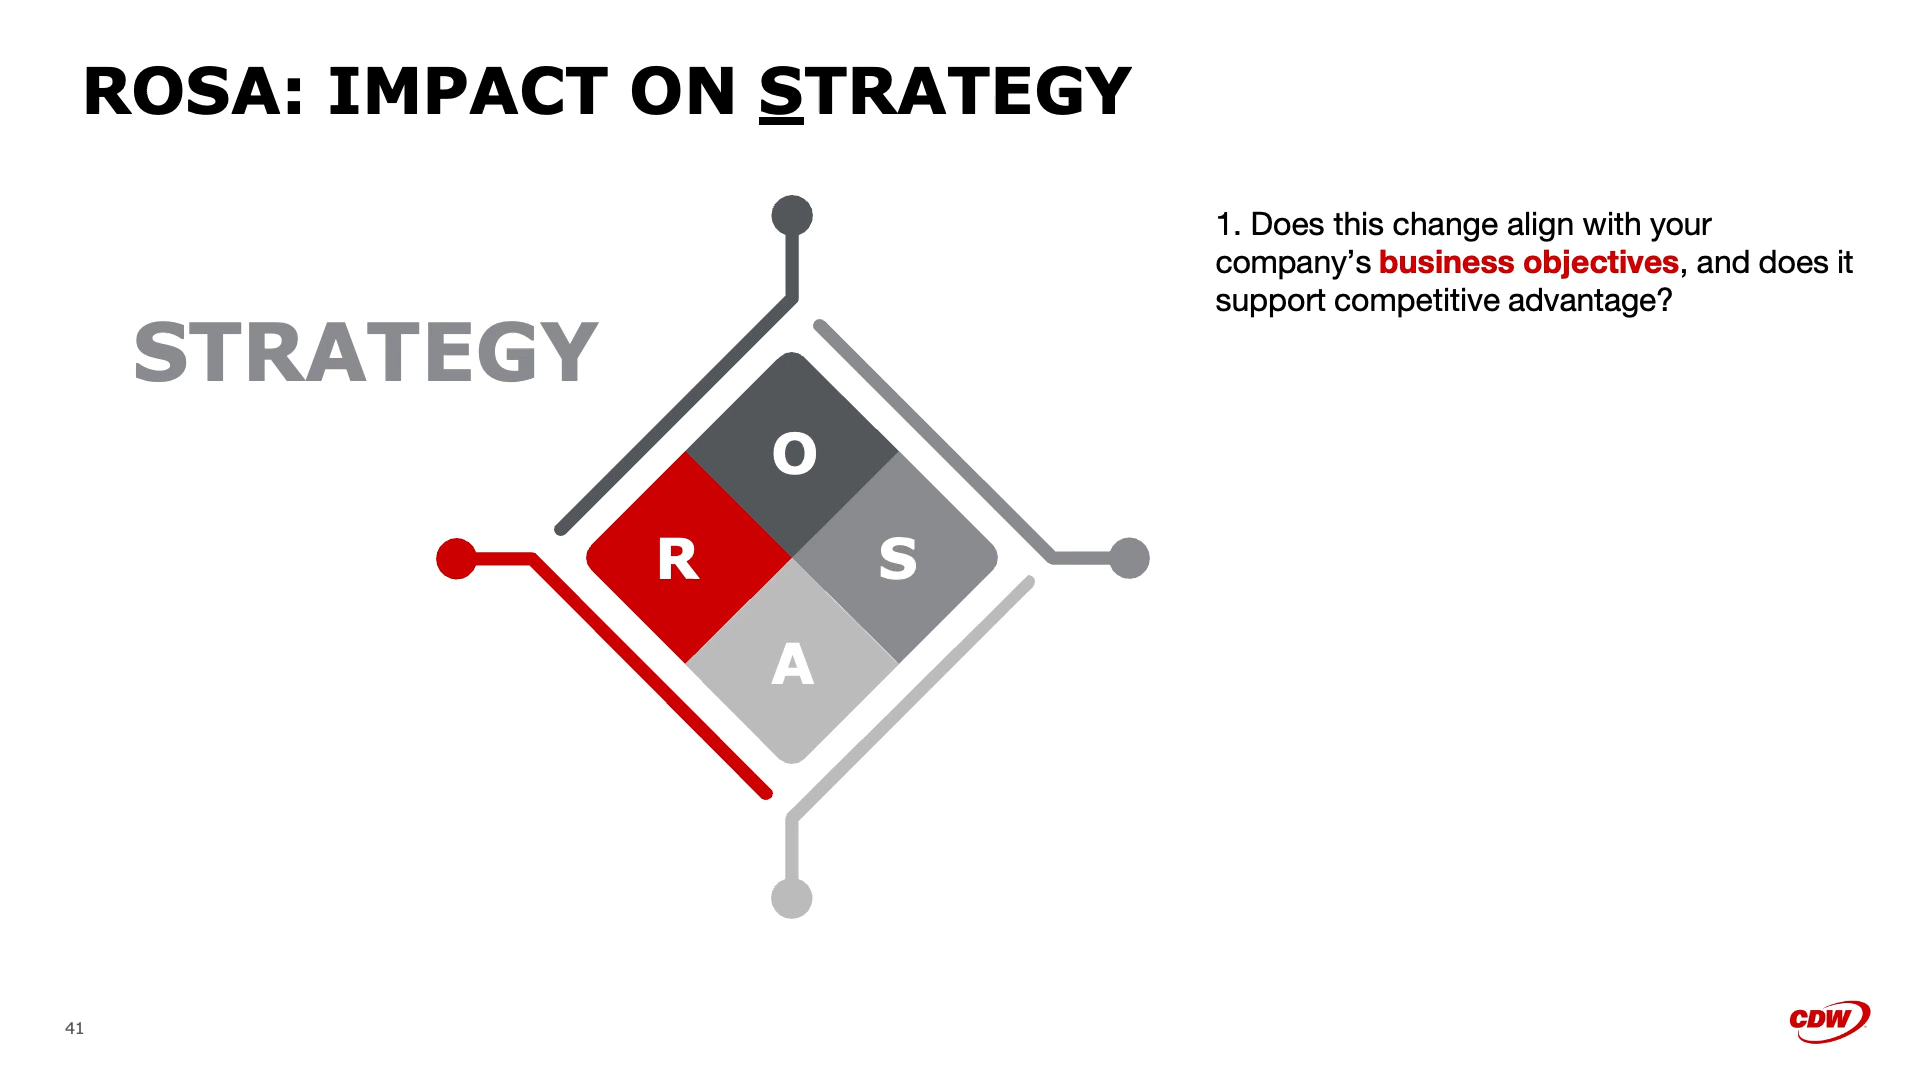 ROSA: IMPACT ON STRATEGY
STRATEGY
1. Does this change align with your
company’s business objectives, and does it
support competitive advantage?
O
R
S
A
41
CDW